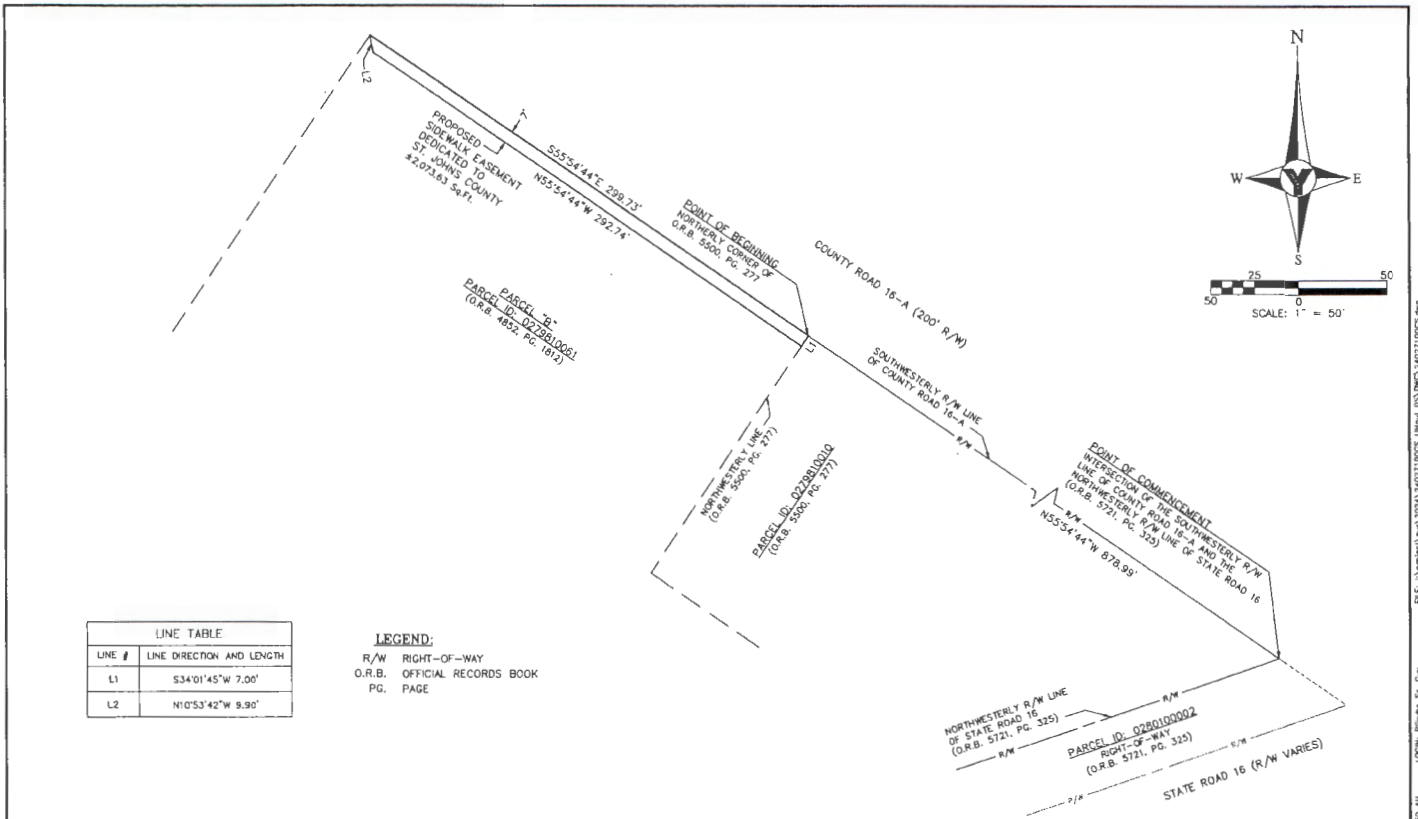 N
W
Y
E
S
25
50
50
0
SCALE: 1" = 50'
L2
7'
PROPOSED
SIDEWALK EASEMENT
DEDICATED TO
ST. JOHNS COUNTY
±2,073.63 Sq.Ft.
S55°54'44"E 299.73'
N55°54'44"W 292.74'
POINT OF BEGINNING
NORTHERLY CORNER OF
O.R.B. 5500, PG. 277
COUNTY ROAD 16-A (200' R/W)
PARCEL "B"
PARCEL ID: 0279810061
(O.R.B. 4852, PG. 1812)
L1
SOUTHWESTERLY R/W LINE
OF COUNTY ROAD 16-A
R/W
NORTHWESTERLY LINE
(O.R.B. 5500, PG. 277)
PARCEL ID: 0279810010
(O.R.B. 5500, PG. 277)
POINT OF COMMENCEMENT
INTERSECTION OF THE SOUTHWESTERLY R/W
LINE OF COUNTY ROAD 16-A AND THE
NORTHWESTERLY R/W LINE OF STATE ROAD 16
(O.R.B. 5721, PG. 325)
R/W
N55°54'44"W 878.99'
LINE TABLE
LINE # LINE DIRECTION AND LENGTH
L1 S34°01'45"W 7.00'
L2 N10°53'42"W 9.90'
LEGEND:
R/W RIGHT-OF-WAY
O.R.B. OFFICIAL RECORDS BOOK
PG. PAGE
NORTHWESTERLY R/W LINE
OF STATE ROAD 16
(O.R.B. 5721, PG. 325)
R/W
R/W
PARCEL ID: 0280100002
RIGHT-OF-WAY
(O.R.B. 5721, PG. 325)
R/W
R/W
STATE ROAD 16 (R/W VARIES)